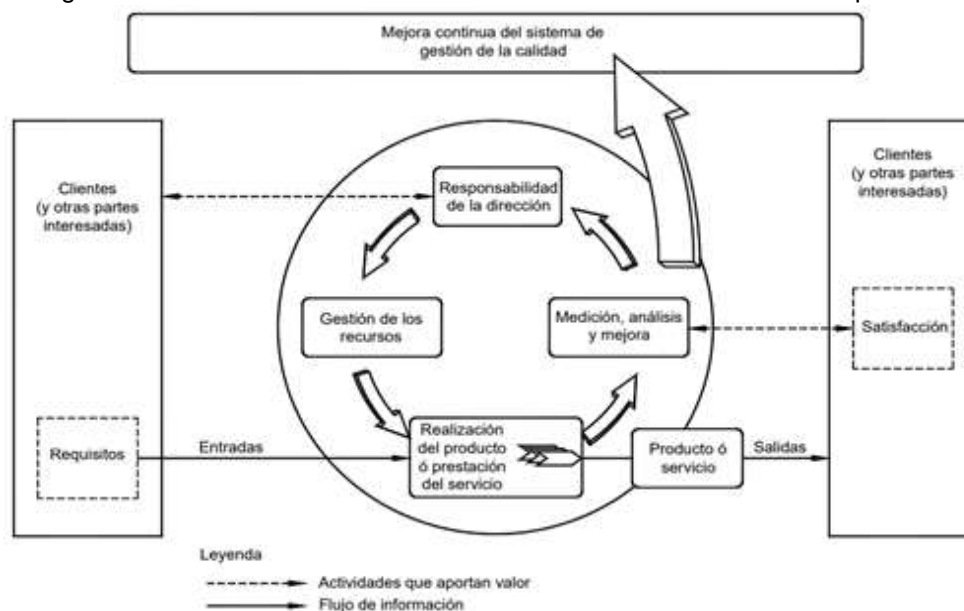 Mejora continua del sistema de
gestión de la calidad
Clientes
(y otras partes
interesadas)
Responsabilidad
de la dirección
Clientes
(y otras partes
interesadas)
Gestión de los
recursos
Medición, análisis
y mejora
Satisfacción
Requisitos
Entradas
Realización
del producto
ó prestación
del servicio
Producto ó
servicio
Salidas
Leyenda
Actividades que aportan valor
Flujo de información